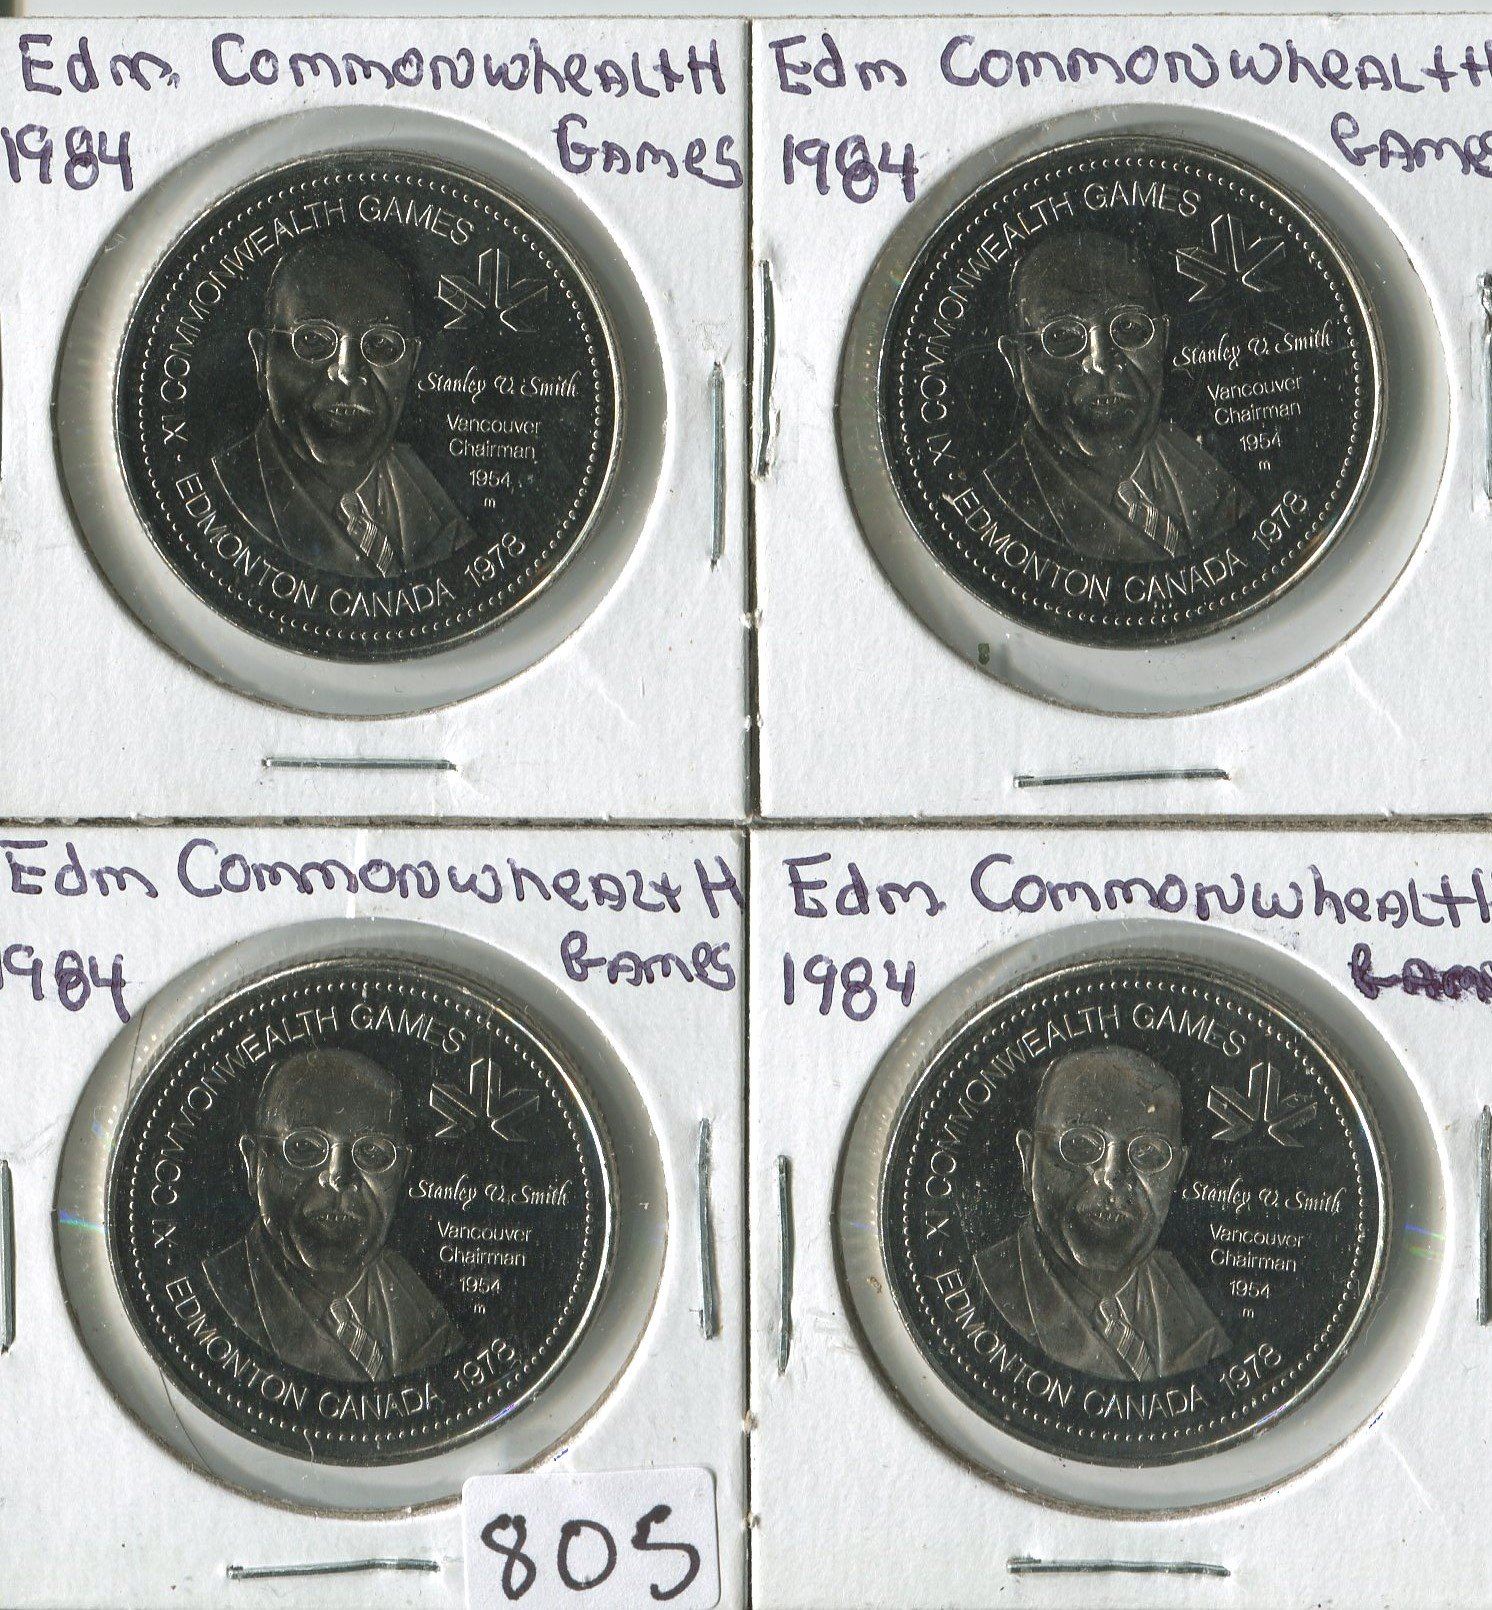 Edm Commonwhealth
1984 Games
XI COMMONWEALTH GAMES
Stanley V. Smith
Vancouver
Chairman
1954
m
EDMONTON CANADA 1978
Edm Commonwhealth
1984 Games
XI COMMONWEALTH GAMES
Stanley V. Smith
Vancouver
Chairman
1954
m
EDMONTON CANADA 1978
Edm Commonwhealth
1984 Games
XI COMMONWEALTH GAMES
Stanley V. Smith
Vancouver
Chairman
1954
m
EDMONTON CANADA 1978
805
Edm Commonwhealth
1984
XI COMMONWEALTH GAMES
Stanley V. Smith
Vancouver
Chairman
1954
m
EDMONTON CANADA 1978